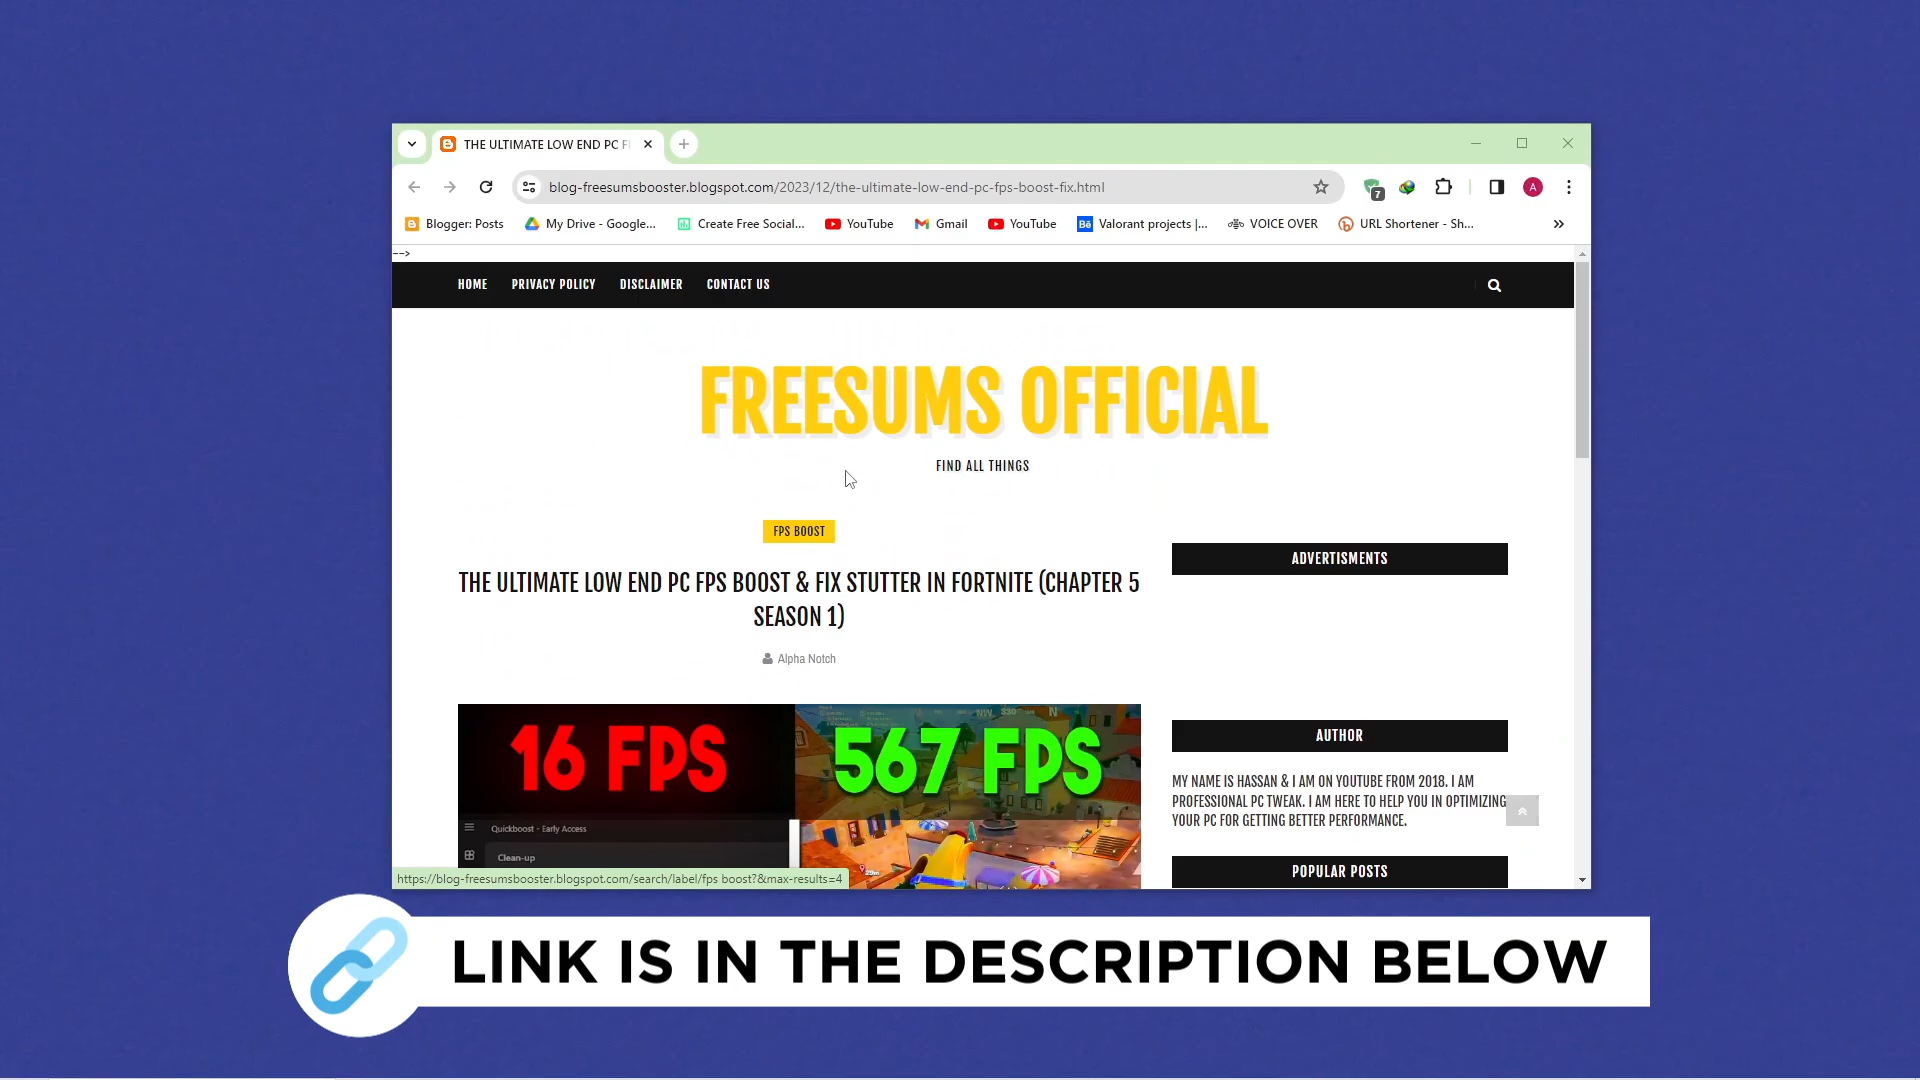 THE ULTIMATE LOW END PC F
blog-freesumsbooster.blogspot.com/2023/12/the-ultimate-low-end-pc-fps-boost-fix.html
7
A
Blogger: Posts
My Drive - Google...
Create Free Social...
YouTube
Gmail
YouTube
Bē
Valorant projects |...
VOICE OVER
URL Shortener - Sh...
-->
HOME
PRIVACY POLICY
DISCLAIMER
CONTACT US
FREESUMS OFFICIAL
FIND ALL THINGS
FPS BOOST
THE ULTIMATE LOW END PC FPS BOOST & FIX STUTTER IN FORTNITE (CHAPTER 5
SEASON 1)
Alpha Notch
16 FPS
567 FPS
Quickboost - Early Access
Clean-up
ADVERTISMENTS
AUTHOR
MY NAME IS HASSAN & I AM ON YOUTUBE FROM 2018. I AM
PROFESSIONAL PC TWEAK. I AM HERE TO HELP YOU IN OPTIMIZING
YOUR PC FOR GETTING BETTER PERFORMANCE.
POPULAR POSTS
https://blog-freesumsbooster.blogspot.com/search/label/fps boost?&max-results=4
LINK IS IN THE DESCRIPTION BELOW